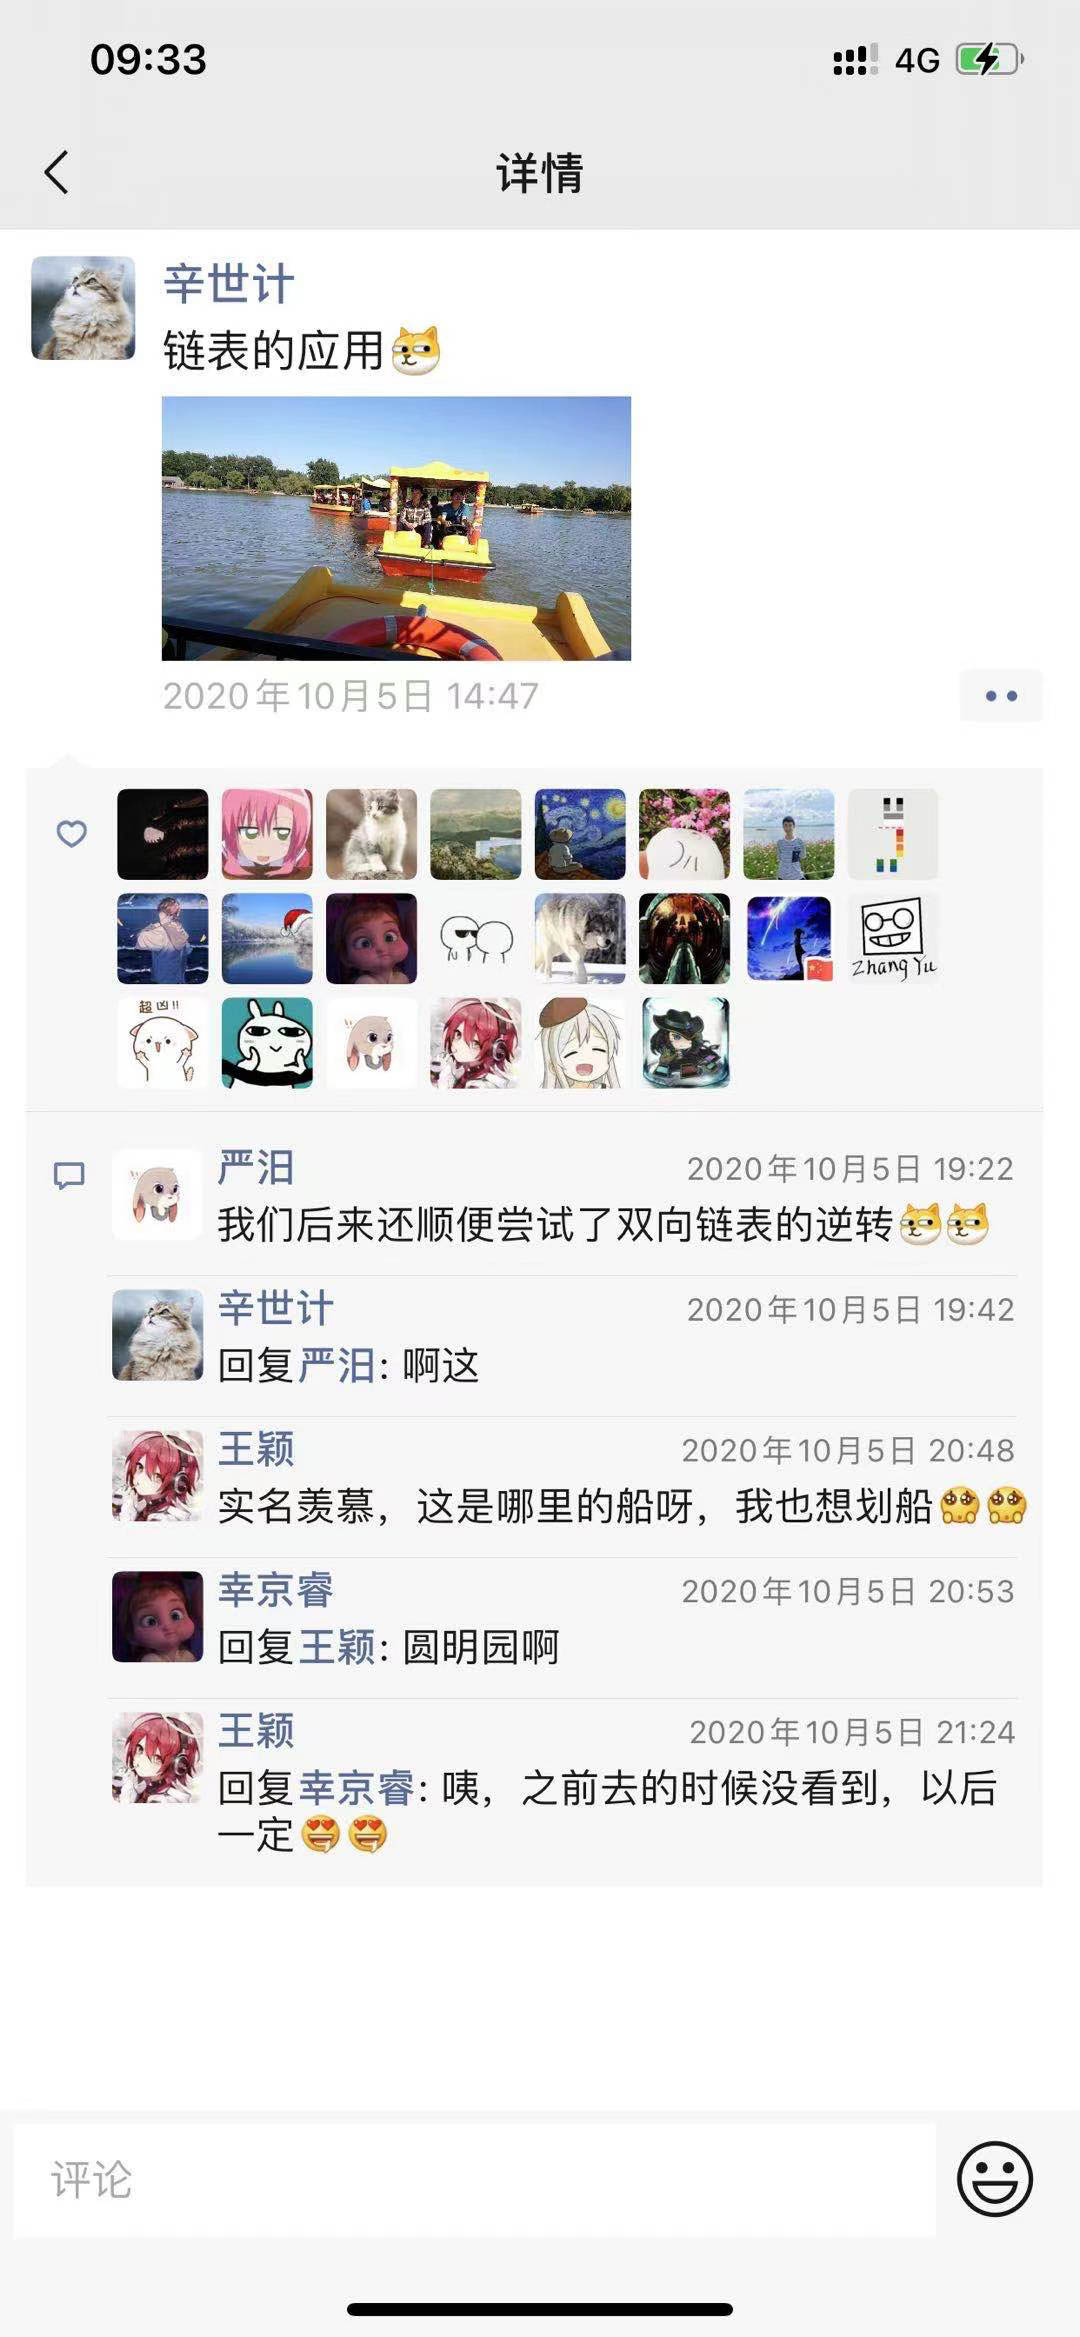 09:33
4G
详情
辛世计
链表的应用
2020年10月5日 14:47
Zhang Yu
超凶!!
严汨
2020年10月5日 19:22
我们后来还顺便尝试了双向链表的逆转
辛世计
2020年10月5日 19:42
回复严汨: 啊这
王颖
2020年10月5日 20:48
实名羡慕，这是哪里的船呀，我也想划船
幸京睿
2020年10月5日 20:53
回复王颖: 圆明园啊
王颖
2020年10月5日 21:24
回复幸京睿: 咦，之前去的时候没看到，以后
一定
评论